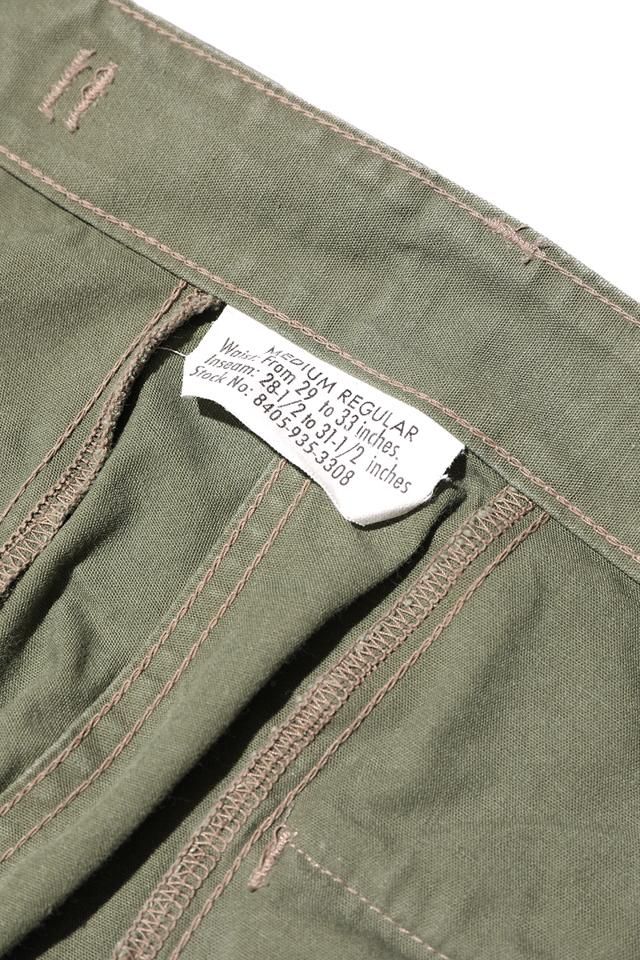 MEDIUM REGULAR
Waist: From 29 to 33 inches.
Inseam: 28-1/2 to 31-1/2 inches
Stock No: 8405-935-3308